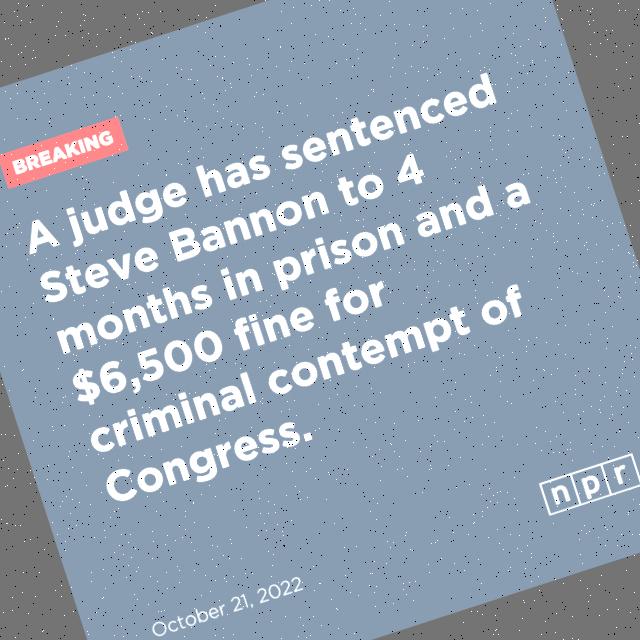 BREAKING
A judge has sentenced
Steve Bannon to 4
months in prison and a
$6,500 fine for
criminal contempt of
Congress.
npr
October 21, 2022